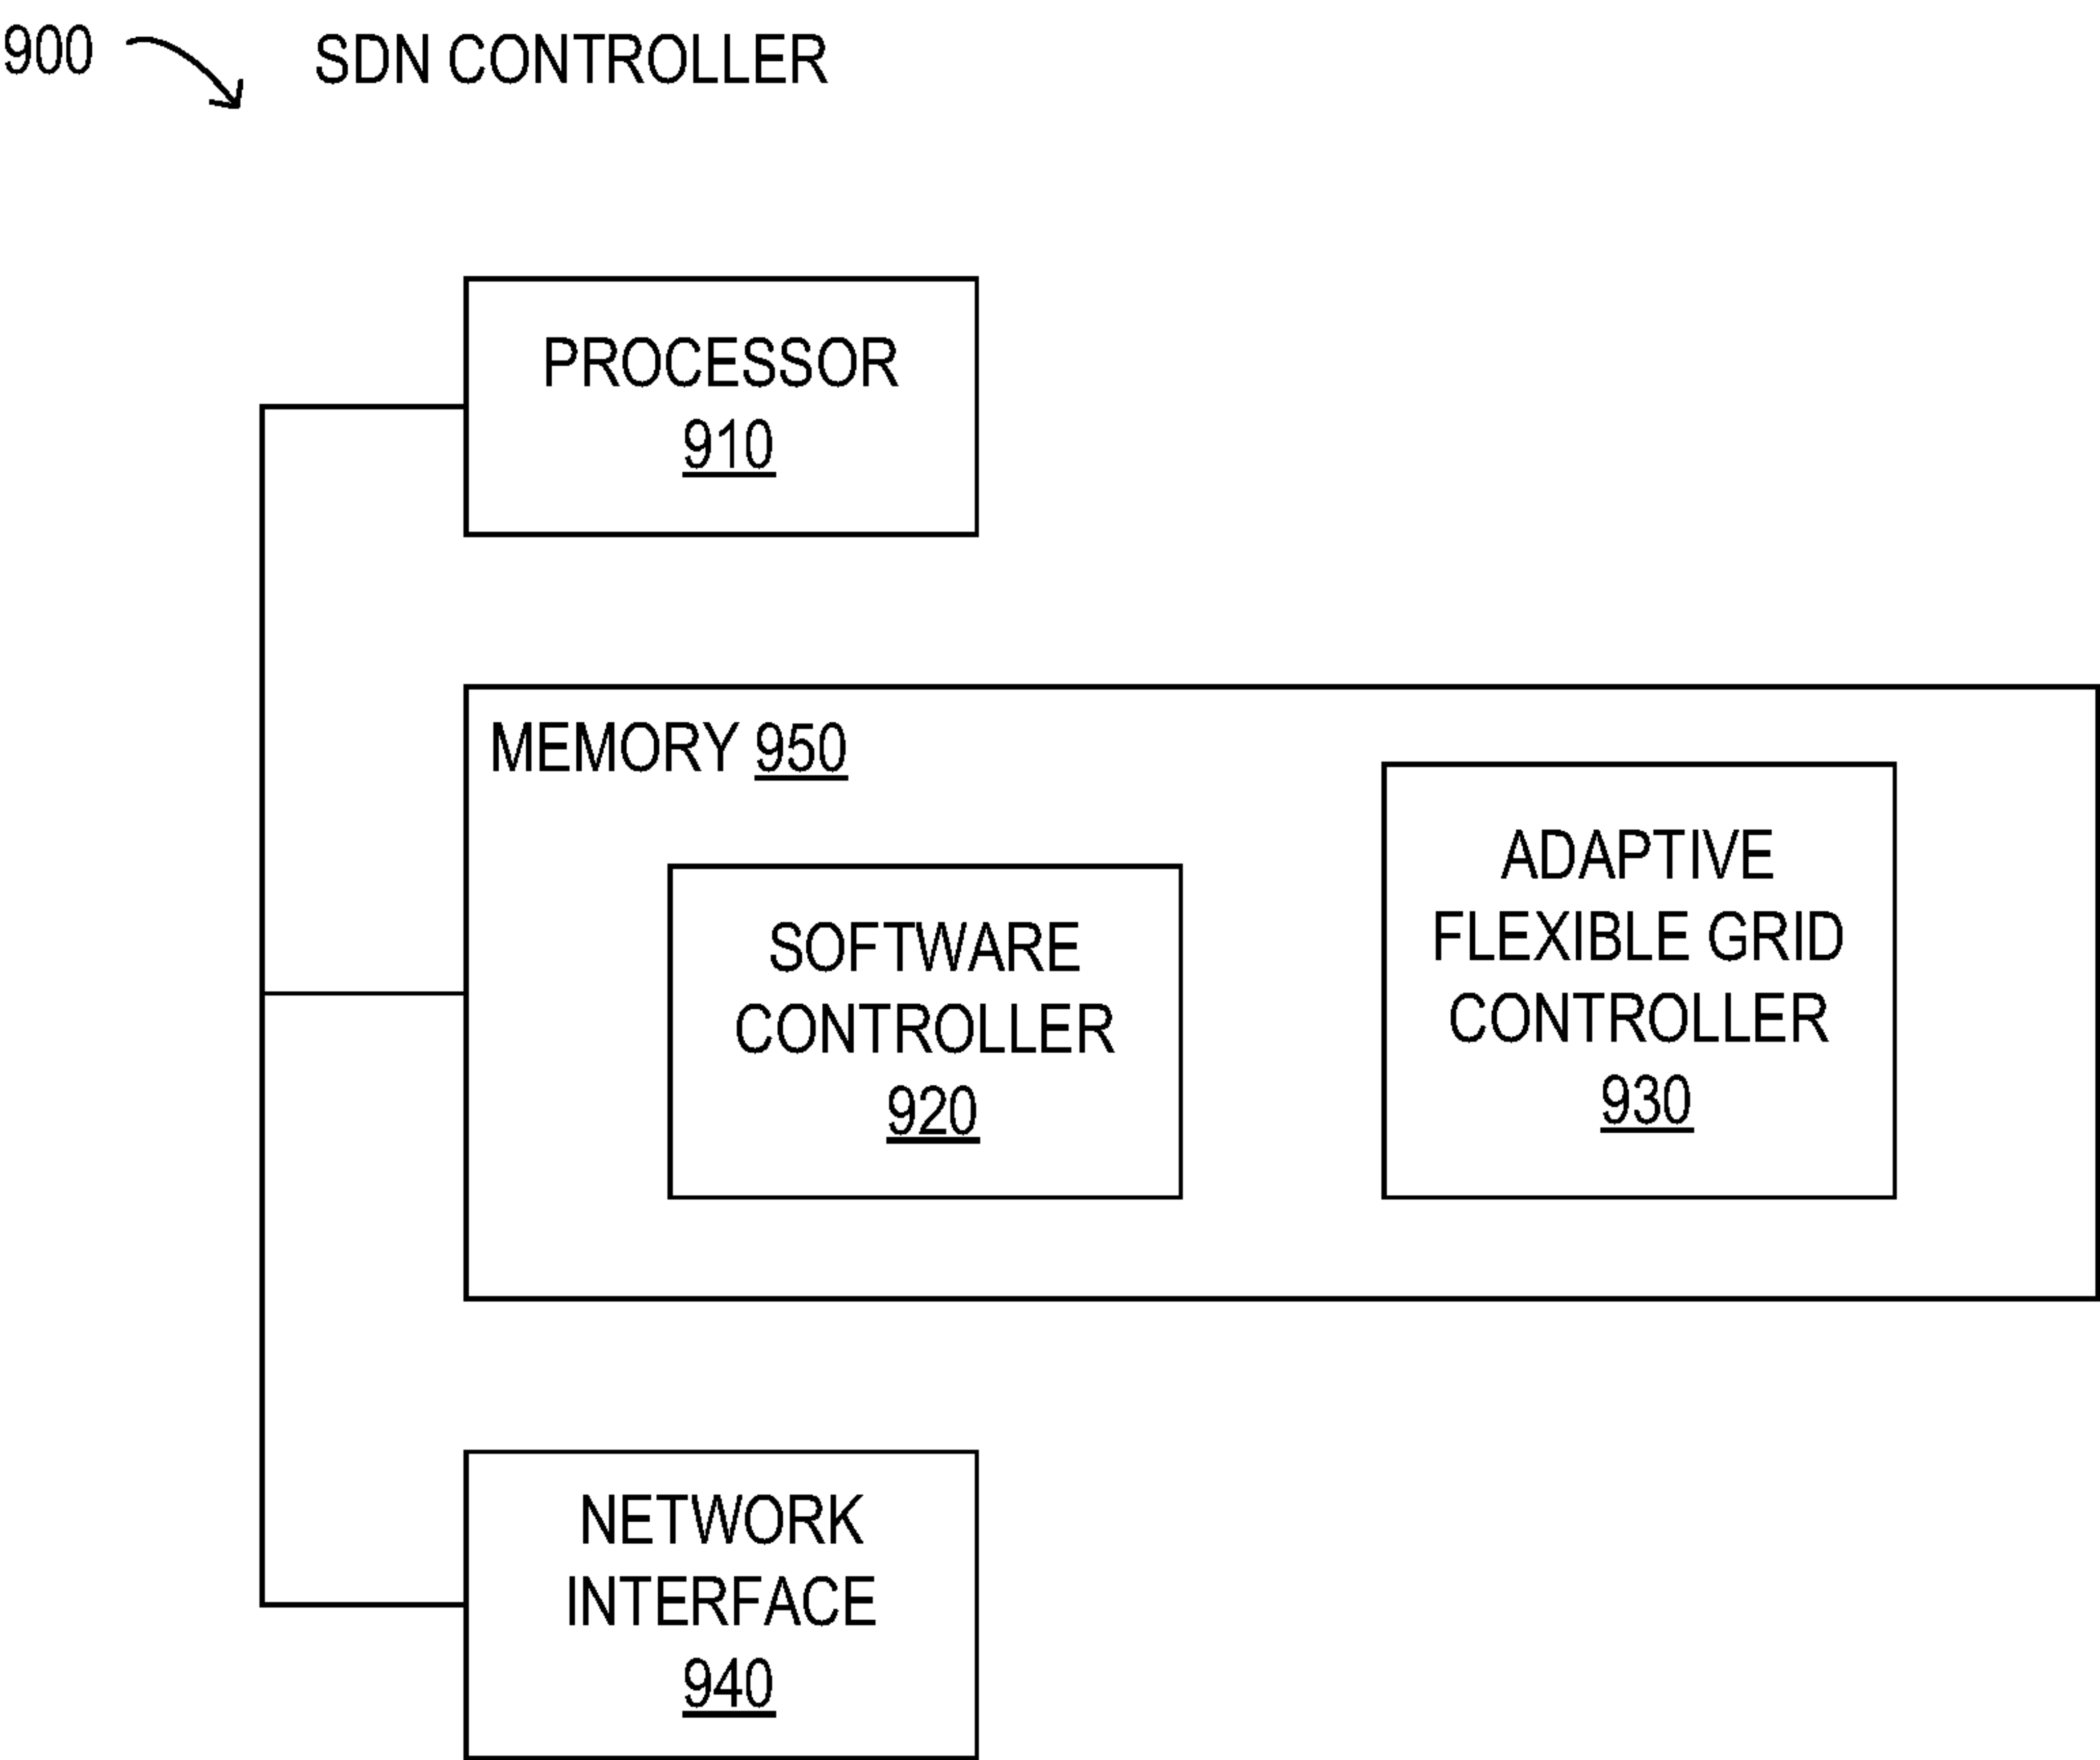 900
SDN CONTROLLER
PROCESSOR
910
MEMORY 950
SOFTWARE
CONTROLLER
920
ADAPTIVE
FLEXIBLE GRID
CONTROLLER
930
NETWORK
INTERFACE
940